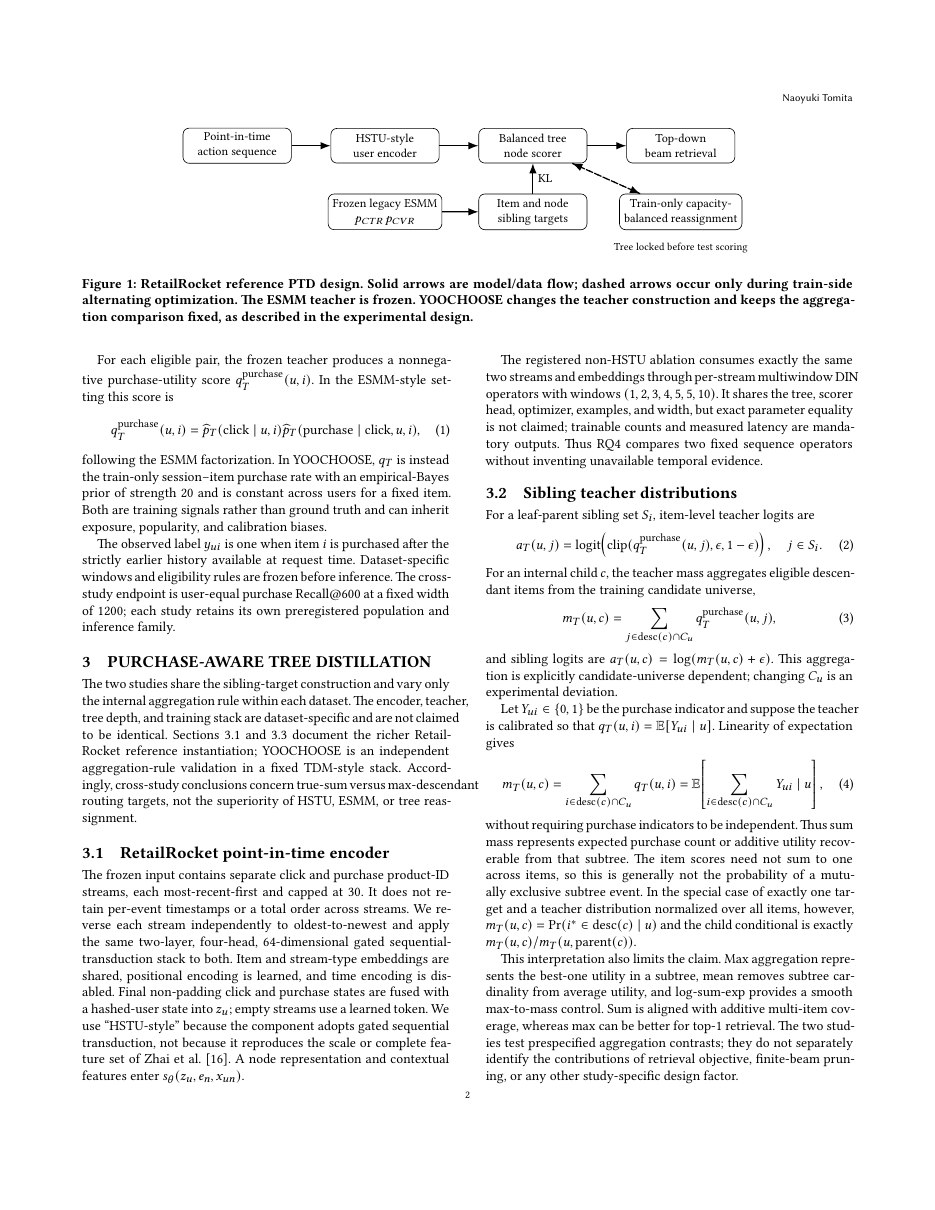 Naoyuki Tomita
Point-in-time
action sequence
HSTU-style
user encoder
Balanced tree
node scorer
Top-down
beam retrieval
KL
Frozen legacy ESMM
p_CTR p_CVR
Item and node
sibling targets
Train-only capacity-
balanced reassignment
Tree locked before test scoring
Figure 1: RetailRocket reference PTD design. Solid arrows are model/data flow; dashed arrows occur only during train-side
alternating optimization. The ESMM teacher is frozen. YOOCHOOSE changes the teacher construction and keeps the aggrega-
tion comparison fixed, as described in the experimental design.
For each eligible pair, the frozen teacher produces a nonnega-
tive purchase-utility score q_T^purchase(u, i). In the ESMM-style set-
ting this score is
q_T^purchase(u, i) = p̂_T(click | u, i)p̂_T(purchase | click, u, i), (1)
following the ESMM factorization. In YOOCHOOSE, q_T is instead
the train-only session–item purchase rate with an empirical-Bayes
prior of strength 20 and is constant across users for a fixed item.
Both are training signals rather than ground truth and can inherit
exposure, popularity, and calibration biases.
The observed label y_ui is one when item i is purchased after the
strictly earlier history available at request time. Dataset-specific
windows and eligibility rules are frozen before inference. The cross-
study endpoint is user-equal purchase Recall@600 at a fixed width
of 1200; each study retains its own preregistered population and
inference family.
3 PURCHASE-AWARE TREE DISTILLATION
The two studies share the sibling-target construction and vary only
the internal aggregation rule within each dataset. The encoder, teacher,
tree depth, and training stack are dataset-specific and are not claimed
to be identical. Sections 3.1 and 3.3 document the richer Retail-
Rocket reference instantiation; YOOCHOOSE is an independent
aggregation-rule validation in a fixed TDM-style stack. Accord-
ingly, cross-study conclusions concern true-sum versus max-descendant
routing targets, not the superiority of HSTU, ESMM, or tree reas-
signment.
3.1 RetailRocket point-in-time encoder
The frozen input contains separate click and purchase product-ID
streams, each most-recent-first and capped at 30. It does not re-
tain per-event timestamps or a total order across streams. We re-
verse each stream independently to oldest-to-newest and apply
the same two-layer, four-head, 64-dimensional gated sequential-
transduction stack to both. Item and stream-type embeddings are
shared, positional encoding is learned, and time encoding is dis-
abled. Final non-padding click and purchase states are fused with
a hashed-user state into z_u; empty streams use a learned token. We
use “HSTU-style” because the component adopts gated sequential
transduction, not because it reproduces the scale or complete fea-
ture set of Zhai et al. [16]. A node representation and contextual
features enter s_θ(z_u, e_n, x_un).
The registered non-HSTU ablation consumes exactly the same
two streams and embeddings through per-stream multiwindow DIN
operators with windows (1, 2, 3, 4, 5, 5, 10). It shares the tree, scorer
head, optimizer, examples, and width, but exact parameter equality
is not claimed; trainable counts and measured latency are manda-
tory outputs. Thus RQ4 compares two fixed sequence operators
without inventing unavailable temporal evidence.
3.2 Sibling teacher distributions
For a leaf-parent sibling set S_i, item-level teacher logits are
a_T(u, j) = logit(clip(q_T^purchase(u, j), ϵ, 1 − ϵ)), j ∈ S_i. (2)
For an internal child c, the teacher mass aggregates eligible descen-
dant items from the training candidate universe,
m_T(u, c) = ∑_{j∈desc(c)∩C_u} q_T^purchase(u, j), (3)
and sibling logits are a_T(u, c) = log(m_T(u, c) + ϵ). This aggrega-
tion is explicitly candidate-universe dependent; changing C_u is an
experimental deviation.
Let Y_ui ∈ {0, 1} be the purchase indicator and suppose the teacher
is calibrated so that q_T(u, i) = 𝔼[Y_ui | u]. Linearity of expectation
gives
m_T(u, c) = ∑_{i∈desc(c)∩C_u} q_T(u, i) = 𝔼[∑_{i∈desc(c)∩C_u} Y_ui | u], (4)
without requiring purchase indicators to be independent. Thus sum
mass represents expected purchase count or additive utility recov-
erable from that subtree. The item scores need not sum to one
across items, so this is generally not the probability of a mutu-
ally exclusive subtree event. In the special case of exactly one tar-
get and a teacher distribution normalized over all items, however,
m_T(u, c) = Pr(i* ∈ desc(c) | u) and the child conditional is exactly
m_T(u, c)/m_T(u, parent(c)).
This interpretation also limits the claim. Max aggregation repre-
sents the best-one utility in a subtree, mean removes subtree car-
dinality from average utility, and log-sum-exp provides a smooth
max-to-mass control. Sum is aligned with additive multi-item cov-
erage, whereas max can be better for top-1 retrieval. The two stud-
ies test prespecified aggregation contrasts; they do not separately
identify the contributions of retrieval objective, finite-beam prun-
ing, or any other study-specific design factor.
2